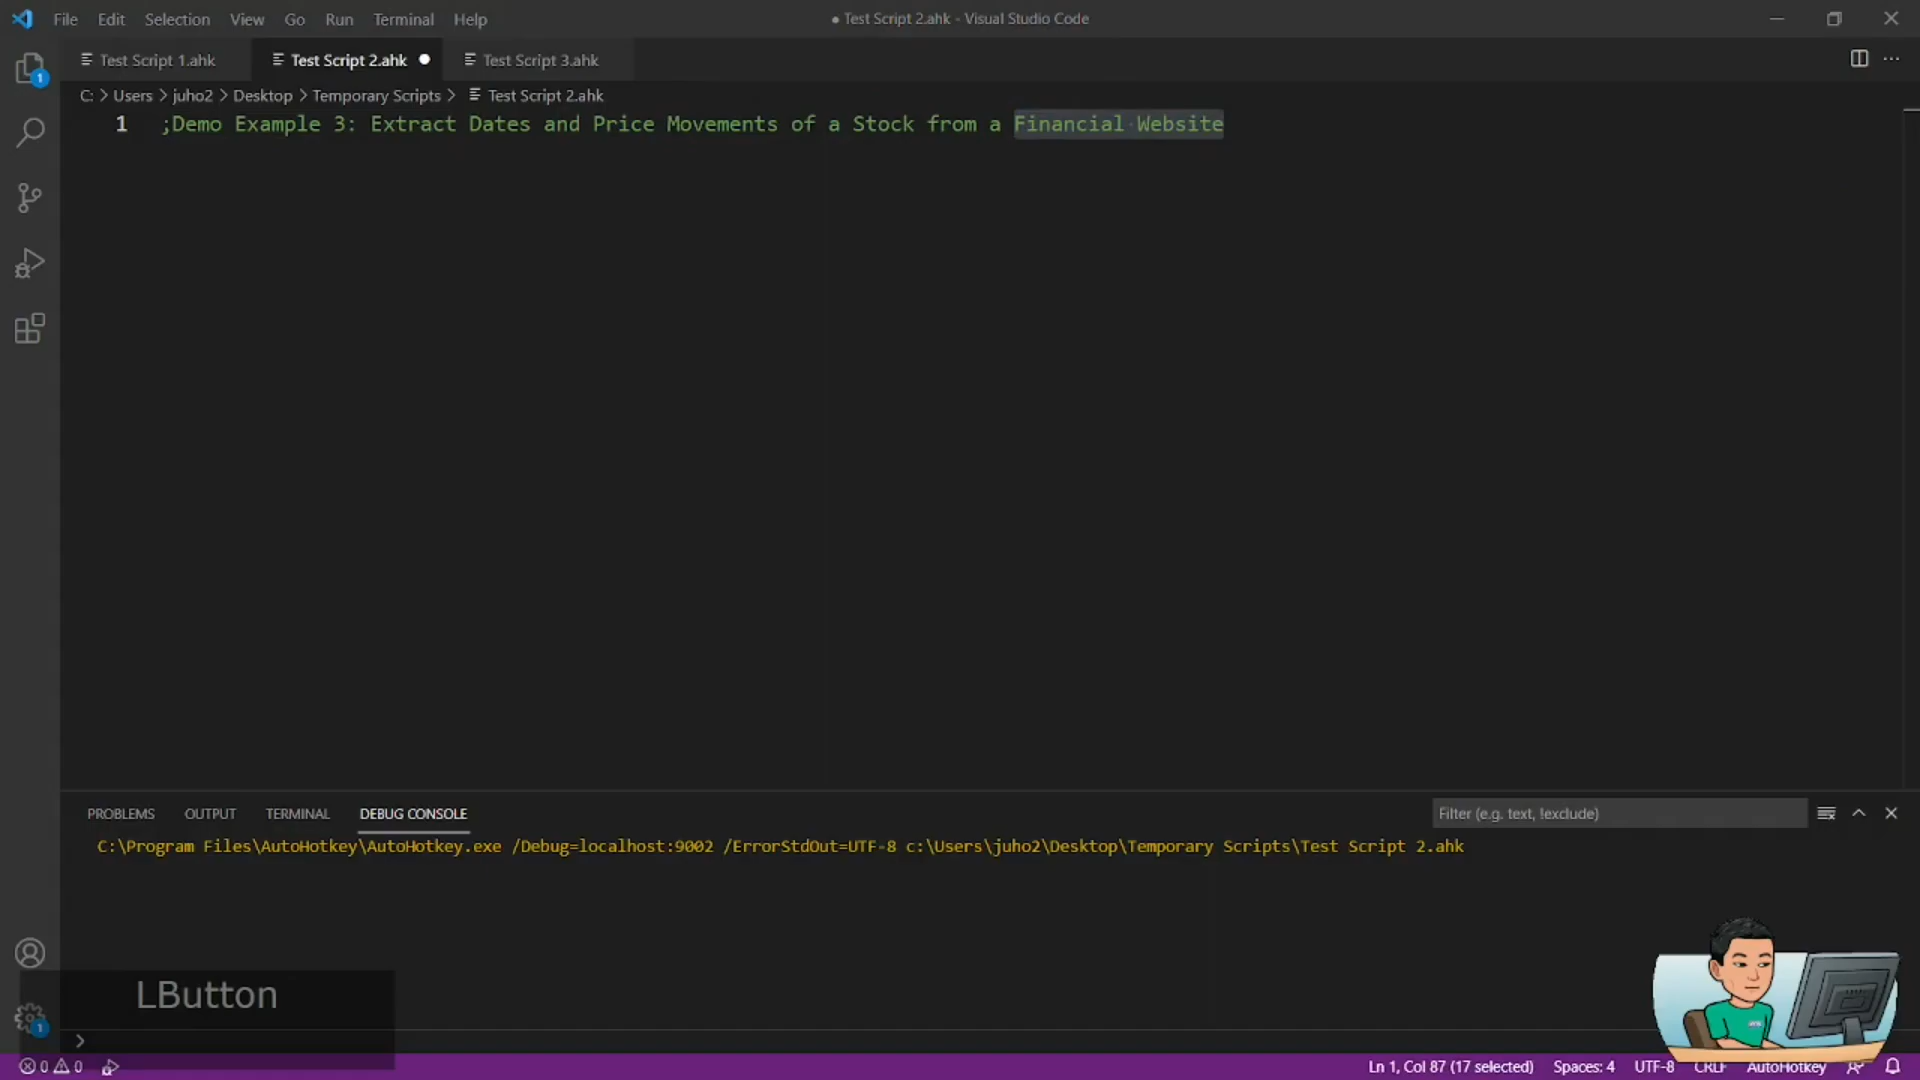 File Edit Selection View Go Run Terminal Help
● Test Script 2.ahk - Visual Studio Code
Test Script 1.ahk
Test Script 2.ahk
Test Script 3.ahk
C: > Users > juho2 > Desktop > Temporary Scripts > Test Script 2.ahk
1 ;Demo Example 3: Extract Dates and Price Movements of a Stock from a Financial Website
1
PROBLEMS OUTPUT TERMINAL DEBUG CONSOLE
Filter (e.g. text, !exclude)
C:\Program Files\AutoHotkey\AutoHotkey.exe /Debug=localhost:9002 /ErrorStdOut=UTF-8 c:\Users\juho2\Desktop\Temporary Scripts\Test Script 2.ahk
LButton
1
>
0 0
Ln 1, Col 87 (17 selected) Spaces: 4 UTF-8 CRLF AutoHotkey